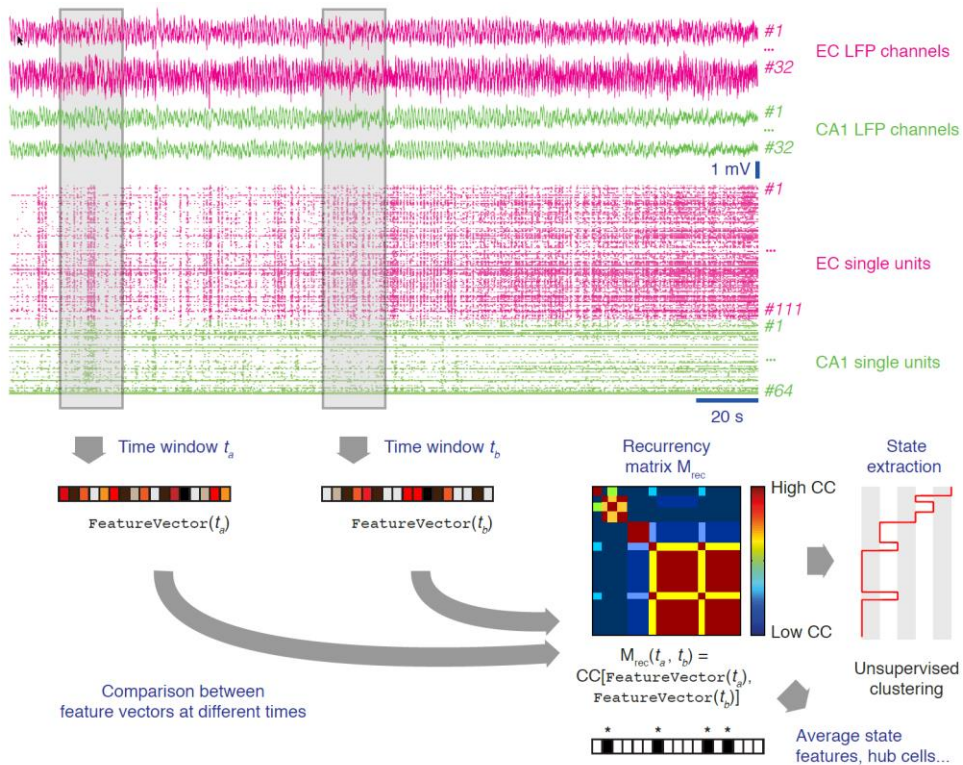 #1
...
EC LFP channels
#32
#1
CA1 LFP channels
...
#32
1 mV
#1
...
EC single units
#111
#1
...
CA1 single units
#64
20 s
Time window ta
Time window tb
Recurrency
matrix Mrec
State
extraction
High CC
FeatureVector(ta)
FeatureVector(tb)
Low CC
Mrec(ta, tb) =
CC[FeatureVector(ta),
FeatureVector(tb)]
Unsupervised
clustering
Comparison between
feature vectors at different times
* * * *
Average state
features, hub cells...